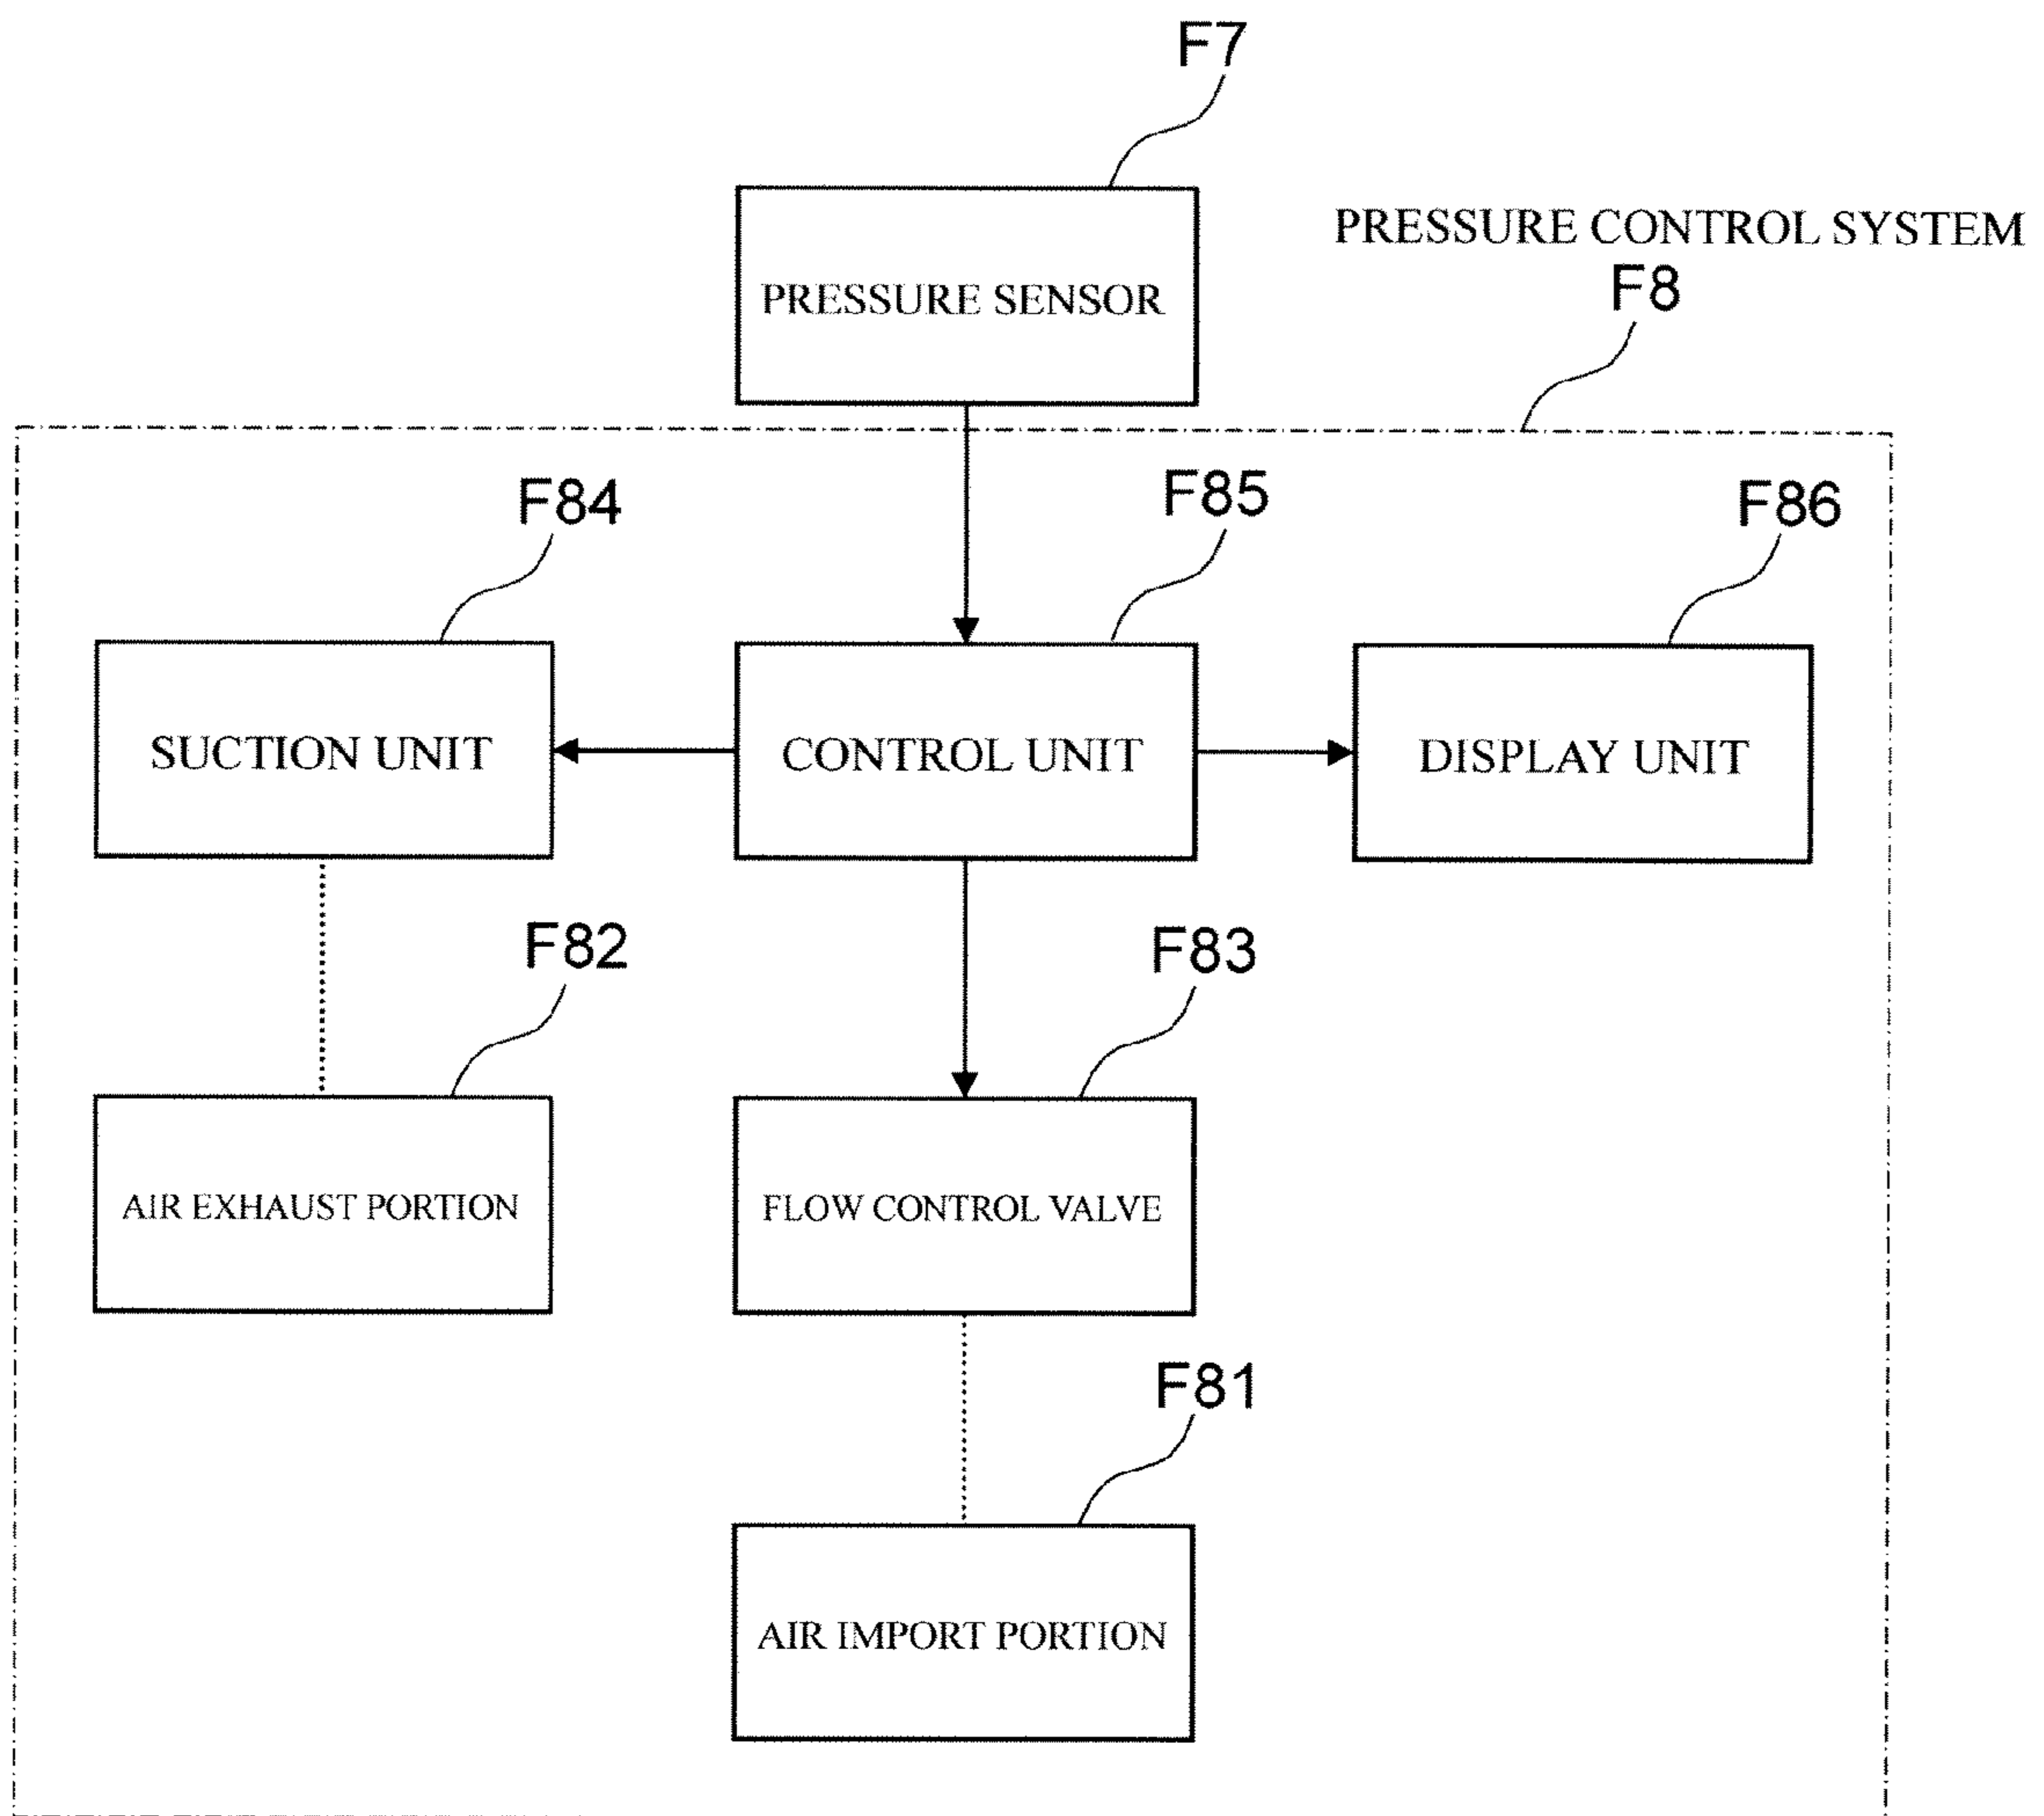 F7
PRESSURE SENSOR
PRESSURE CONTROL SYSTEM
F8
F84
F85
F86
SUCTION UNIT
CONTROL UNIT
DISPLAY UNIT
F82
F83
AIR EXHAUST PORTION
FLOW CONTROL VALVE
F81
AIR IMPORT PORTION